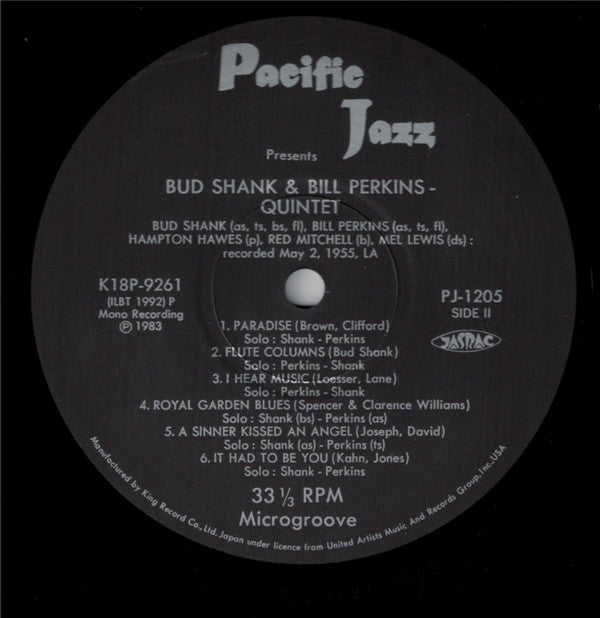 Pacific
Jazz
Presents
BUD SHANK & BILL PERKINS -
QUINTET
BUD SHANK (as, ts, bs, fl), BILL PERKINS (as, ts, fl),
HAMPTON HAWES (p), RED MITCHELL (b), MEL LEWIS (ds) :
recorded May 2, 1955, LA
K18P-9261
(ILBT 1992) P
Mono Recording
Ⓟ 1983
PJ-1205
SIDE II
JASRAC
1. PARADISE (Brown, Clifford)
Solo : Shank - Perkins
2. FLUTE COLUMNS (Bud Shank)
Solo : Perkins - Shank
3. I HEAR MUSIC (Loesser, Lane)
Solo : Perkins - Shank
4. ROYAL GARDEN BLUES (Spencer & Clarence Williams)
Solo : Shank (bs) - Perkins (as)
5. A SINNER KISSED AN ANGEL (Joseph, David)
Solo : Shank (as) - Perkins (ts)
6. IT HAD TO BE YOU (Kahn, Jones)
Solo : Shank - Perkins
33 1/3 RPM
Microgroove
Manufactured by King Record Co., Ltd. Japan under licence from United Artists Music And Records Group, Inc., USA